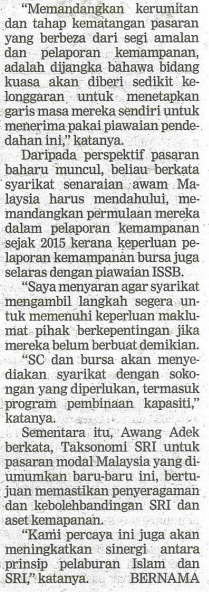 “Memandangkan kerumitan
dan tahap kematangan pasaran
yang berbeza dari segi amalan
dan pelaporan kemampanan,
adalah dijangka bahawa bidang
kuasa akan diberi sedikit ke-
longgaran untuk menetapkan
garis masa mereka sendiri untuk
menerima pakai piawaian pende-
dahan ini,” katanya.
Daripada perspektif pasaran
baharu muncul, beliau berkata
syarikat senaraian awam Ma-
laysia harus mendahului, me-
mandangkan permulaan mereka
dalam pelaporan kemampanan
sejak 2015 kerana keperluan pe-
laporan kemampanan bursa juga
selaras dengan piawaian ISSB.
“Saya menyaran agar syarikat
mengambil langkah segera un-
tuk memenuhi keperluan maklu-
mat pihak berkepentingan jika
mereka belum berbuat demikian.
“SC dan bursa akan menye-
diakan syarikat dengan soko-
ngan yang diperlukan, termasuk
program pembinaan kapasiti,”
katanya.
Sementara itu, Awang Adek
berkata, Taksonomi SRI untuk
pasaran modal Malaysia yang di-
umumkan baru-baru ini, bertu-
juan memastikan penyeragaman
dan kebolehbandingan SRI dan
aset kemapanan.
“Kami percaya ini juga akan
meningkatkan sinergi antara
prinsip pelaburan Islam dan
SRI,” katanya. BERNAMA